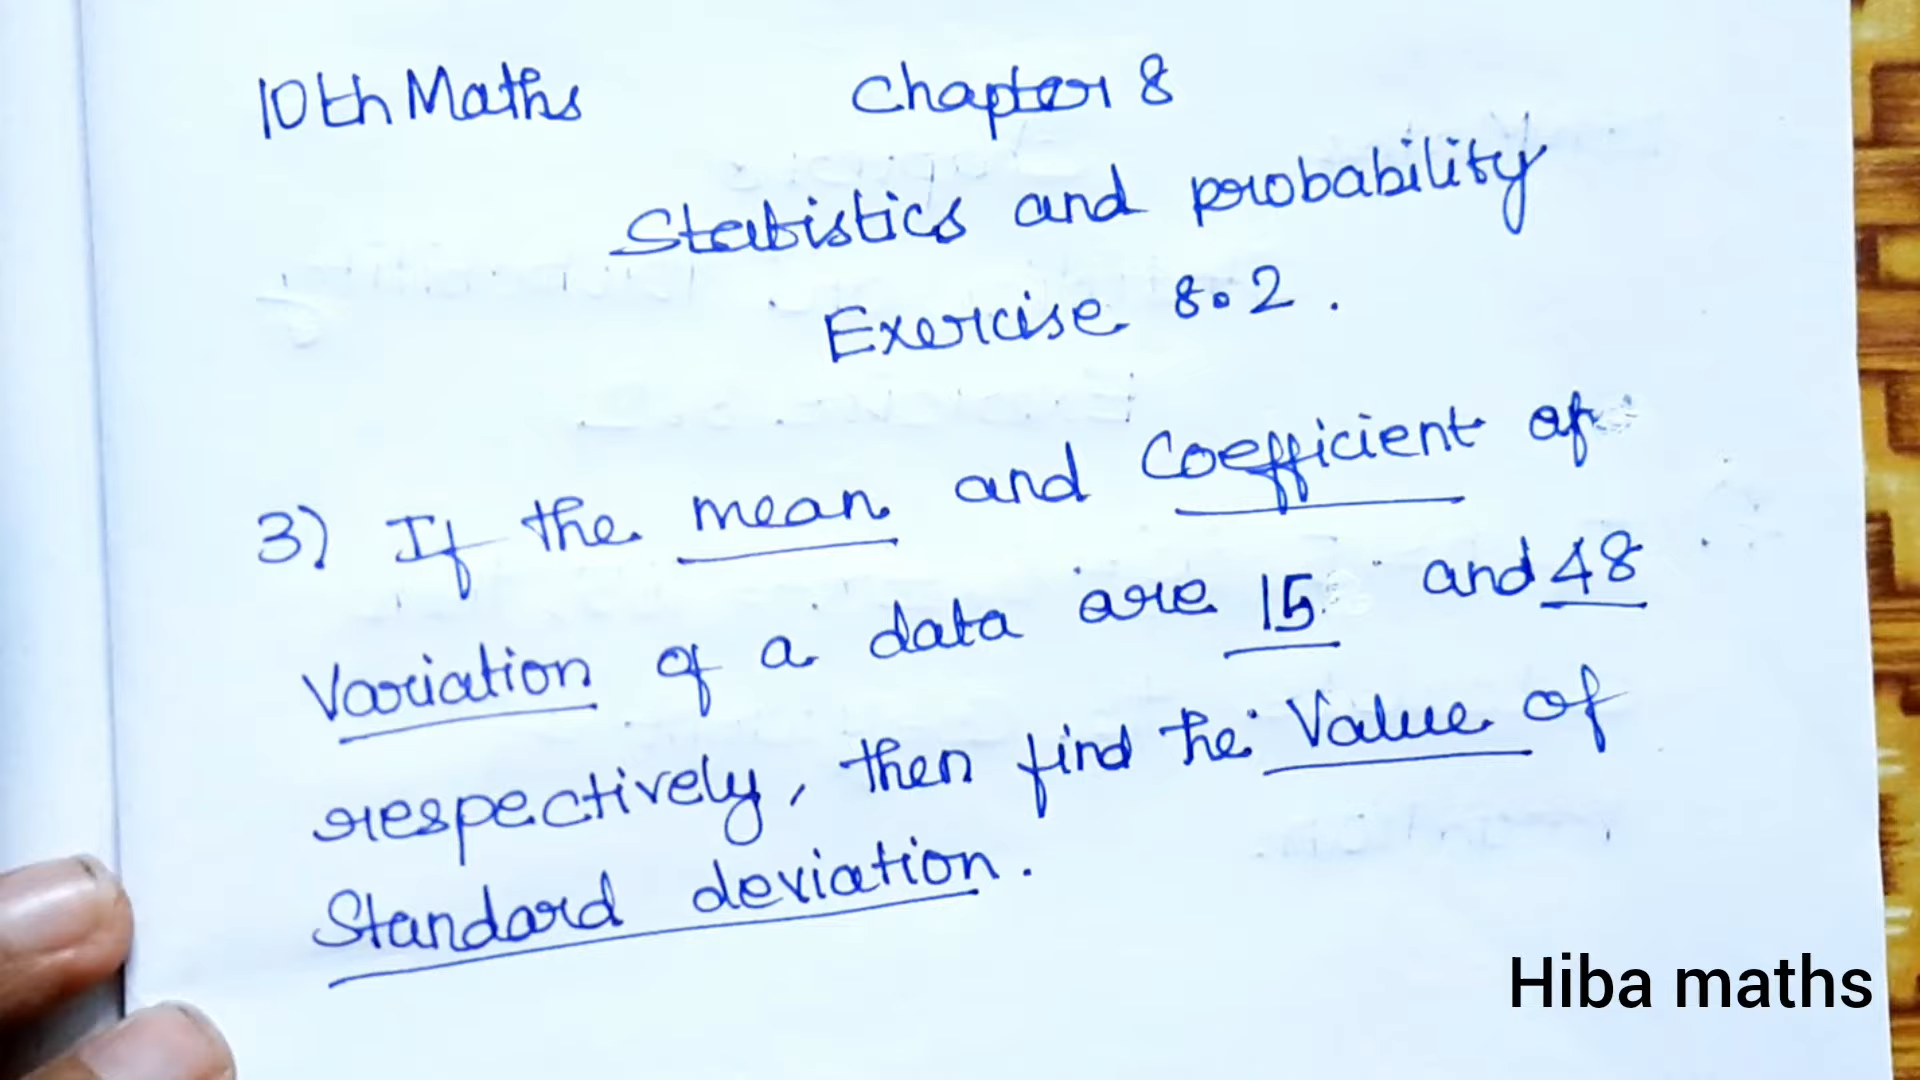 10th Maths Chapter 8
Statistics and probability
Exercise 8.2.
3) If the mean and Coefficient of
Variation of a data are 15 and 48
respectively, then find the Value of
Standard deviation.
Hiba maths